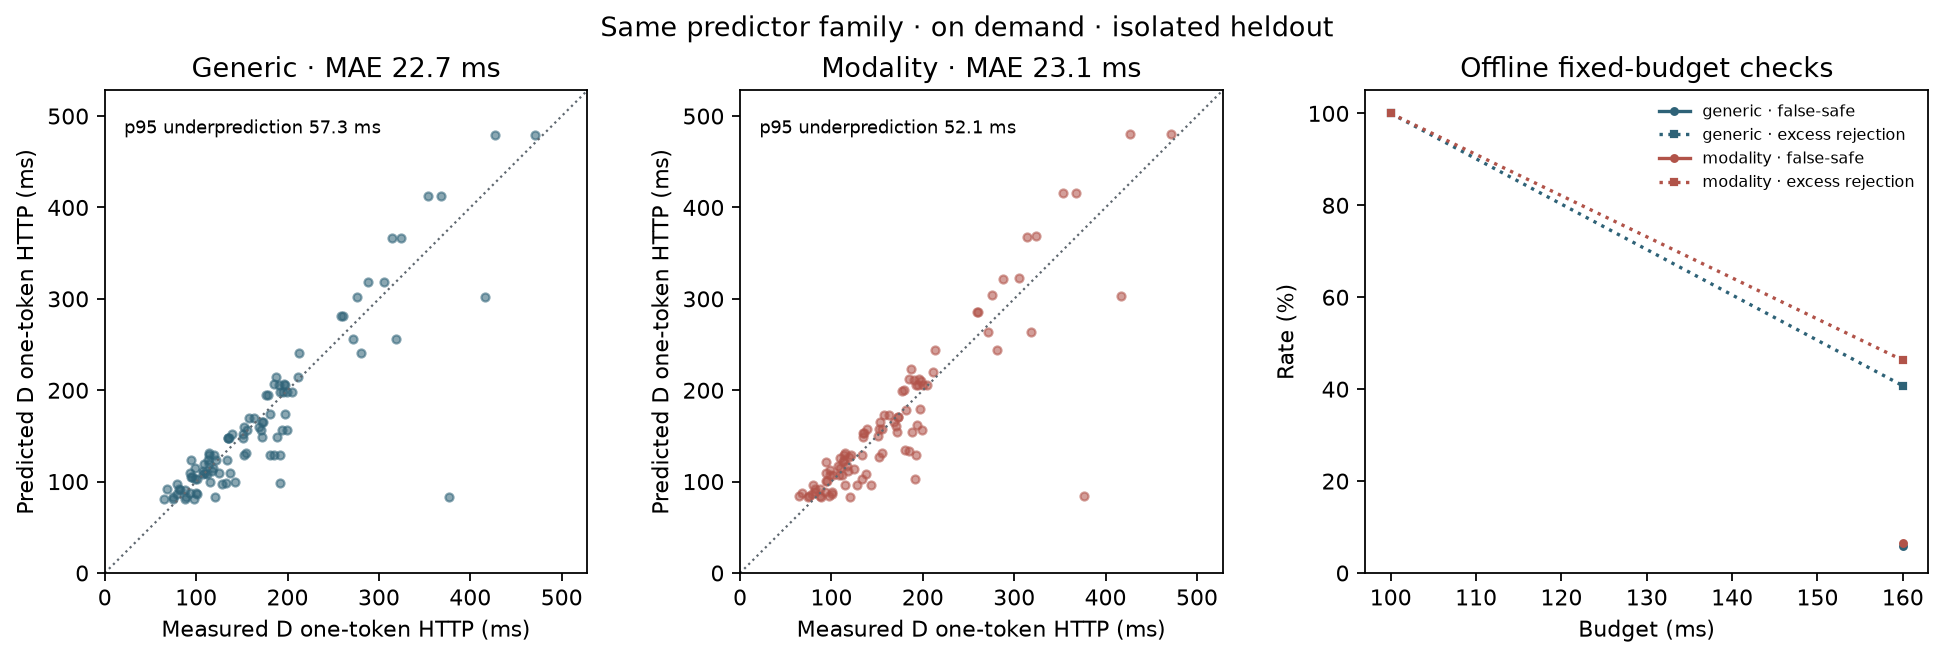 Same predictor family · on demand · isolated heldout
Generic · MAE 22.7 ms
p95 underprediction 57.3 ms
Predicted D one-token HTTP (ms)
500
400
300
200
100
0
0 100 200 300 400 500
Measured D one-token HTTP (ms)
Modality · MAE 23.1 ms
p95 underprediction 52.1 ms
Predicted D one-token HTTP (ms)
500
400
300
200
100
0
0 100 200 300 400 500
Measured D one-token HTTP (ms)
Offline fixed-budget checks
generic · false-safe
generic · excess rejection
modality · false-safe
modality · excess rejection
Rate (%)
100
80
60
40
20
0
100 110 120 130 140 150 160
Budget (ms)